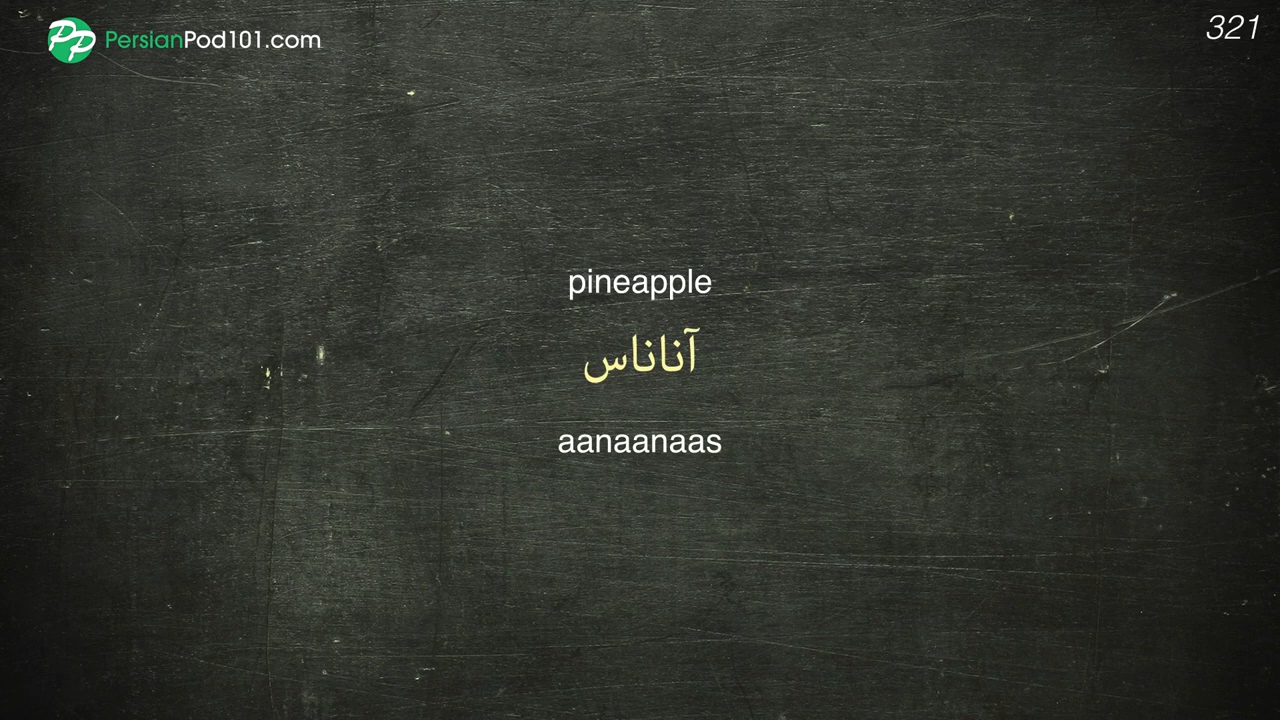 PersianPod101.com
321
pineapple
آناناس
aanaanaas